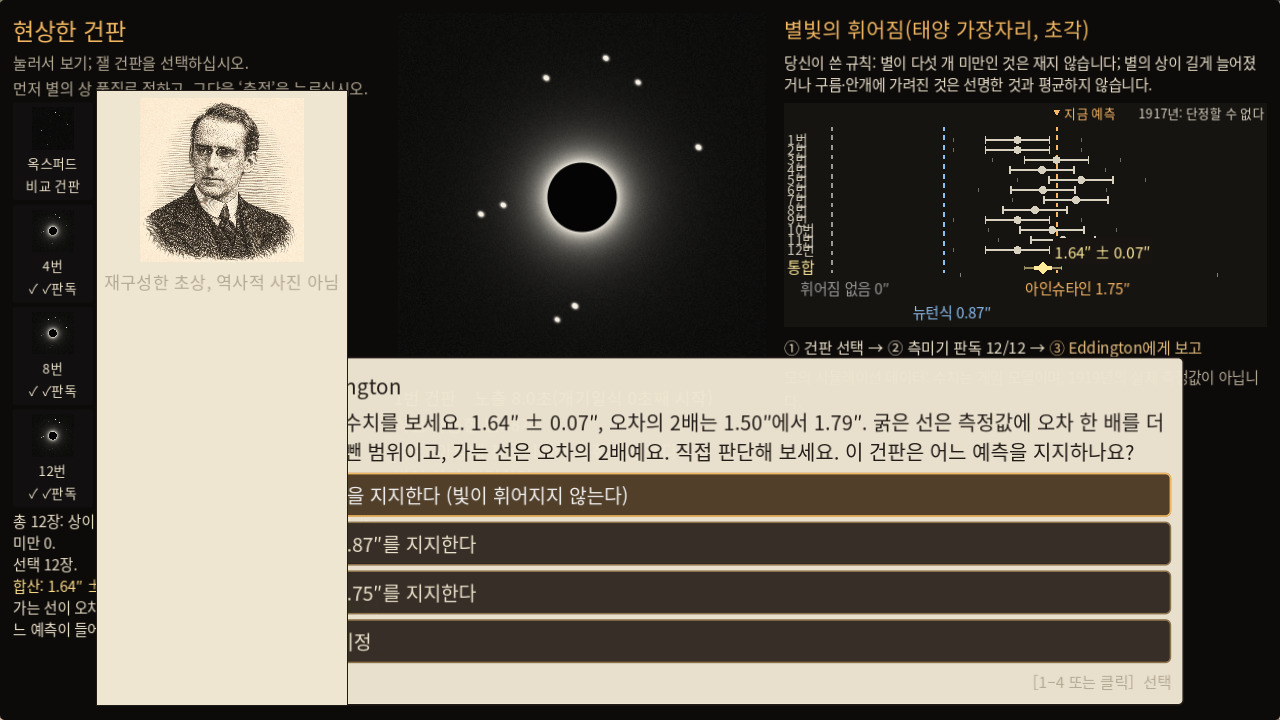 현상한 건판
눌러서 보기; 잴 건판을 선택하십시오.
먼저 별의 상
옥스퍼드
비교 건판
4번
✓ ✓판독
8번
✓ ✓판독
12번
✓ ✓판독
총 12장: 상이
미만 0.
선택 12장.
합산: 1.64″ ±
가는 선이 오차
느 예측이 들어
재구성한 초상, 역사적 사진 아님
별빛의 휘어짐(태양 가장자리, 초각)
당신이 쓴 규칙: 별이 다섯 개 미만인 것은 재지 않습니다; 별의 상이 길게 늘어졌
거나 구름·안개에 가려진 것은 선명한 것과 평균하지 않습니다.
▼ 지금 예측 1917년: 단정할 수 없다
1번
2번
3번
4번
5번
6번
7번
8번
9번
10번
11번
12번
통합
1.64″ ± 0.07″
휘어짐 없음 0″
아인슈타인 1.75″
뉴턴식 0.87″
① 건판 선택 → ② 측미기 판독 12/12 → ③ Eddington에게 보고
값이 아닙니
ngton
수치를 보세요. 1.64″ ± 0.07″, 오차의 2배는 1.50″에서 1.79″. 굵은 선은 측정값에 오차 한 배를 더
뺀 범위이고, 가는 선은 오차의 2배예요. 직접 판단해 보세요. 이 건판은 어느 예측을 지지하나요?
을 지지한다 (빛이 휘어지지 않는다)
.87″를 지지한다
.75″를 지지한다
정
[1–4 또는 클릭] 선택